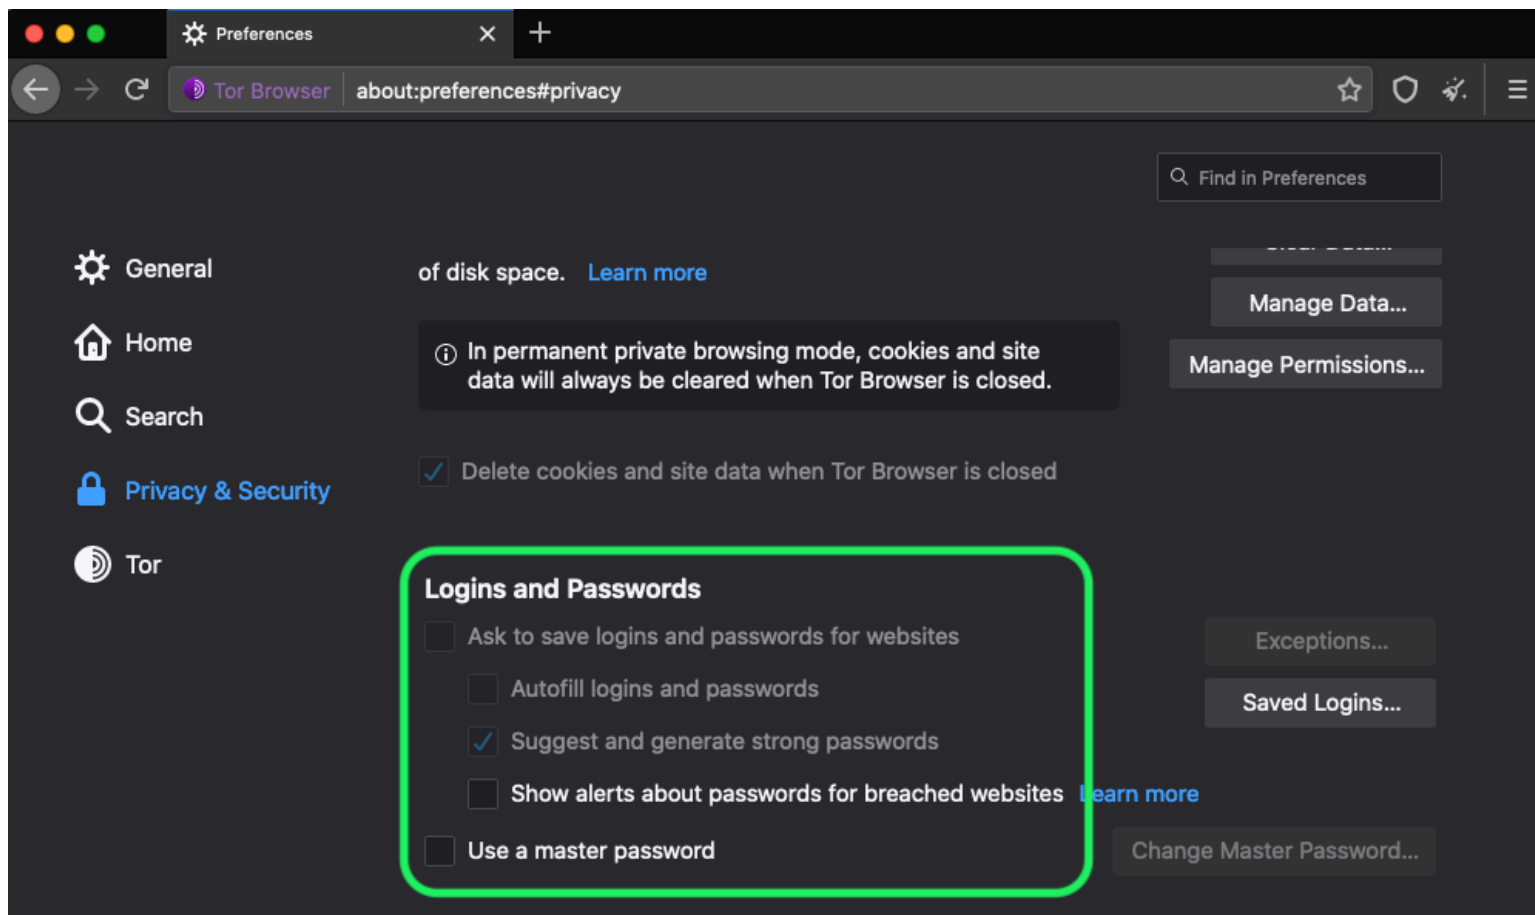 Preferences
Tor Browser
about:preferences#privacy
Find in Preferences
General
Home
Search
Privacy & Security
Tor
of disk space. Learn more
Manage Data...
In permanent private browsing mode, cookies and site
data will always be cleared when Tor Browser is closed.
Manage Permissions...
Delete cookies and site data when Tor Browser is closed
Logins and Passwords
Ask to save logins and passwords for websites
Exceptions...
Autofill logins and passwords
Saved Logins...
Suggest and generate strong passwords
Show alerts about passwords for breached websites Learn more
Use a master password
Change Master Password...